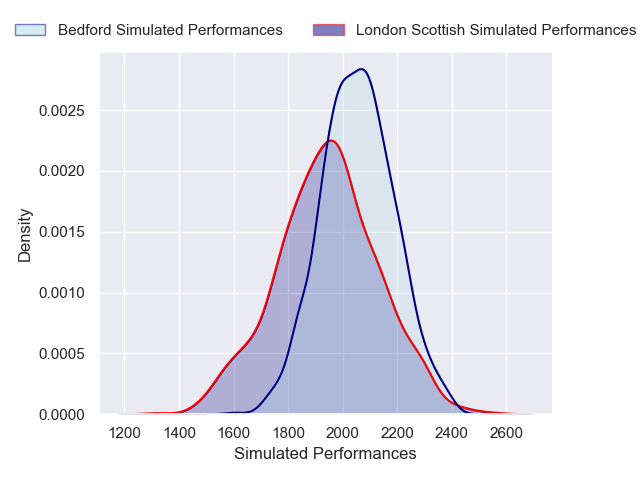 Bedford Simulated Performances
London Scottish Simulated Performances
0.0025
0.0020
0.0015
0.0010
0.0005
0.0000
Density
1200 1400 1600 1800 2000 2200 2400 2600
Simulated Performances